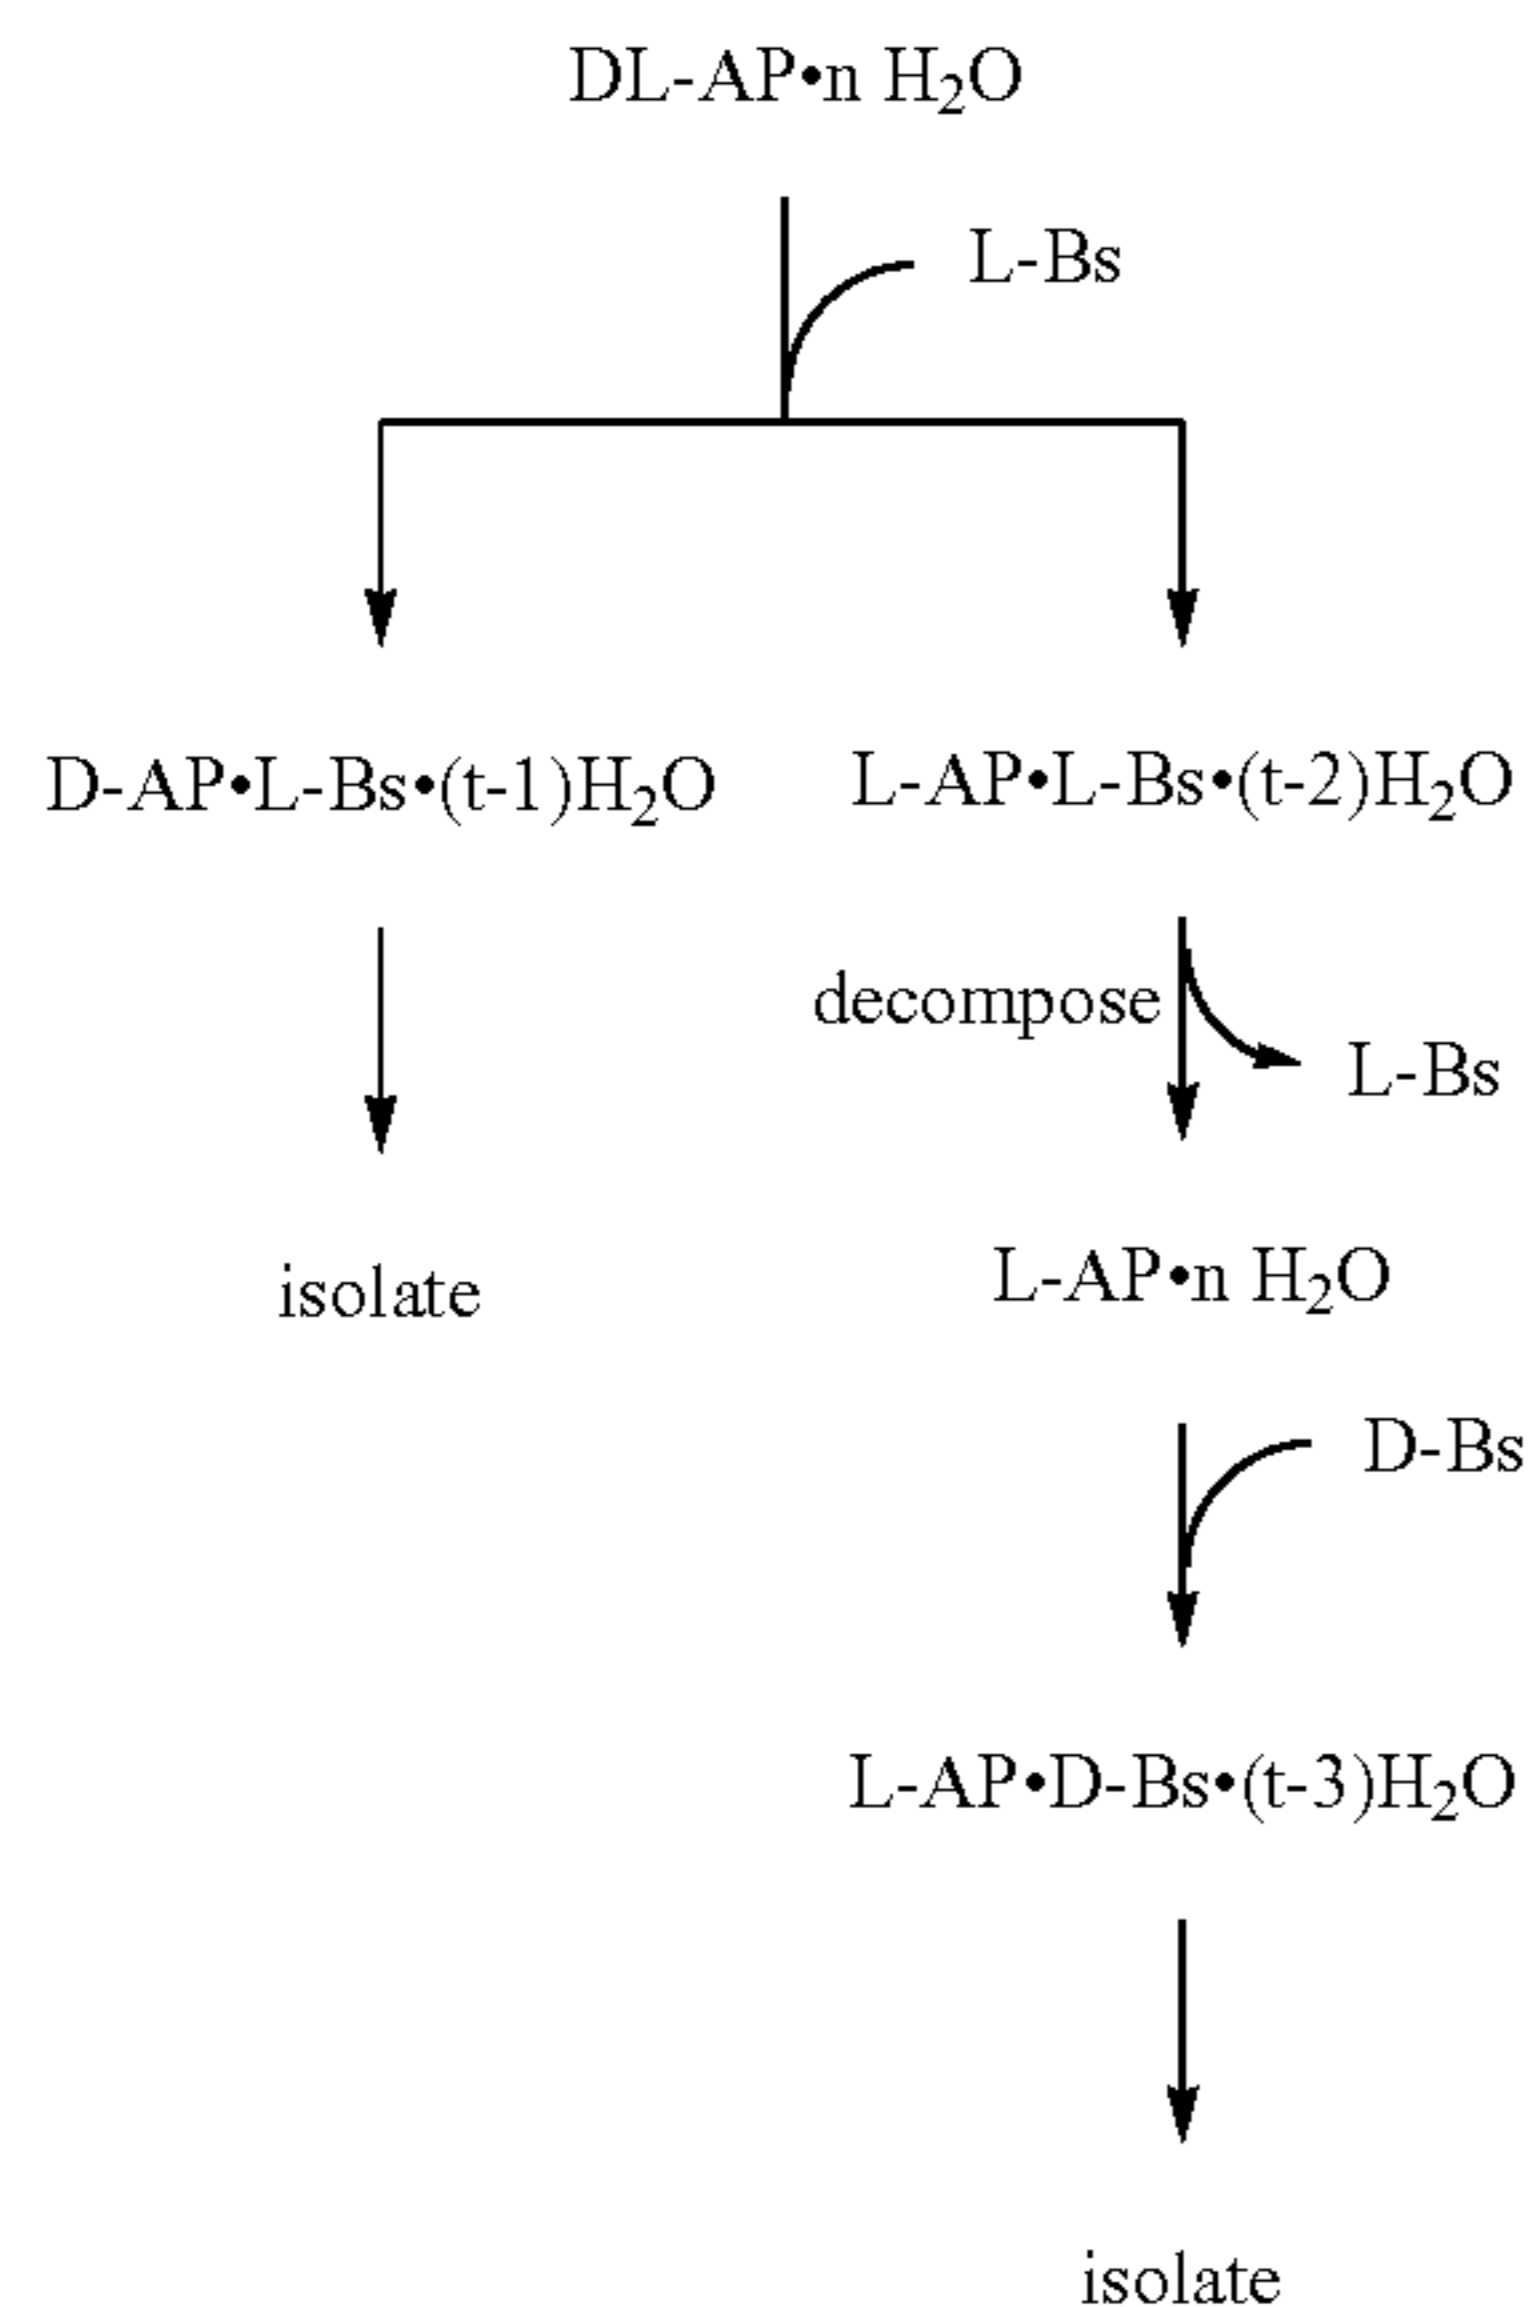 DL-AP•n H₂O
L-Bs
D-AP•L-Bs•(t-1)H₂O
L-AP•L-Bs•(t-2)H₂O
decompose
L-Bs
isolate
L-AP•n H₂O
D-Bs
L-AP•D-Bs•(t-3)H₂O
isolate